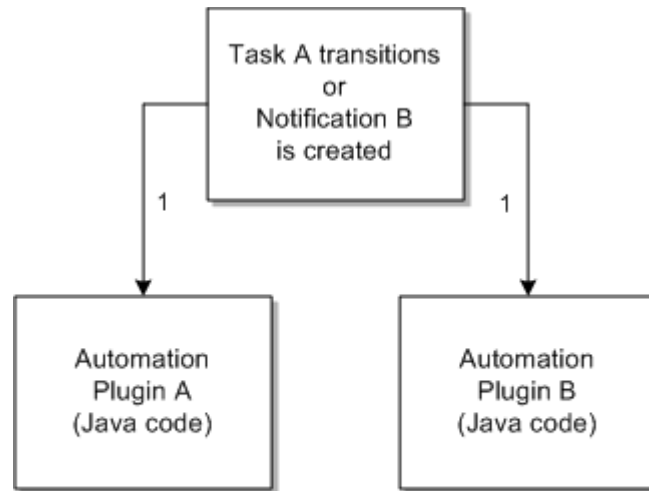 Task A transitions
or
Notification B
is created
1
1
Automation
Plugin A
(Java code)
Automation
Plugin B
(Java code)